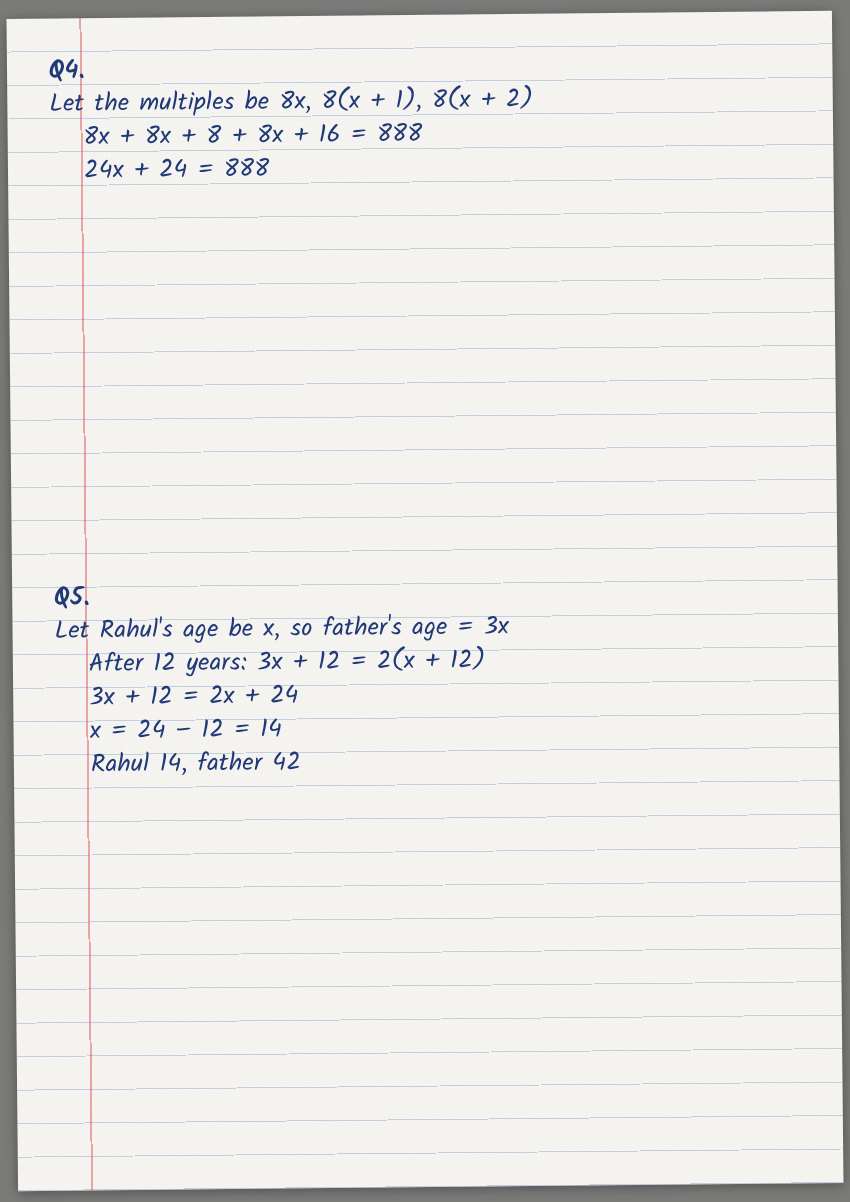 Q4.
Let the multiples be 8x, 8(x + 1), 8(x + 2)
8x + 8x + 8 + 8x + 16 = 888
24x + 24 = 888
Q5.
Let Rahul's age be x, so father's age = 3x
After 12 years: 3x + 12 = 2(x + 12)
3x + 12 = 2x + 24
x = 24 – 12 = 14
Rahul 14, father 42